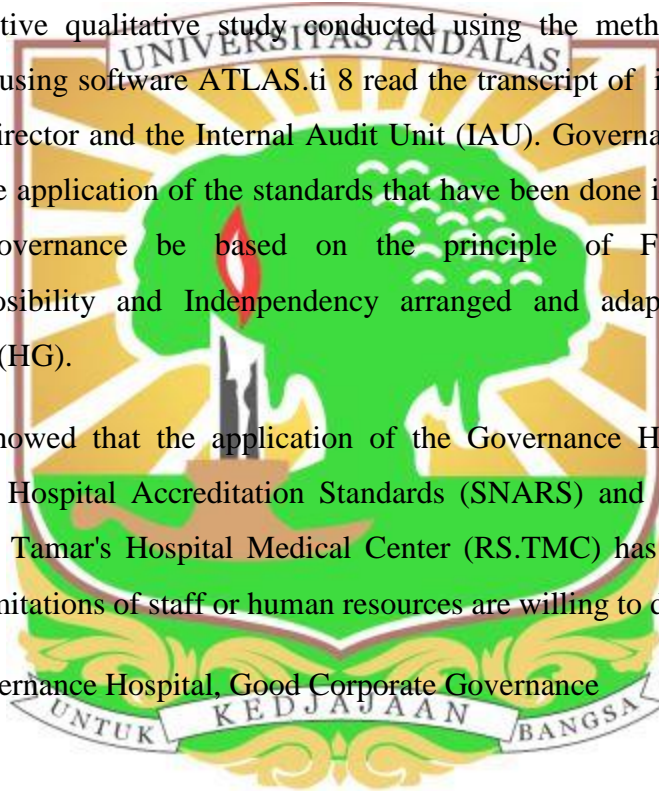 tive qualitative study conducted using the meth
UNIVERSITAS ANDALAS
using software ATLAS.ti 8 read the transcript of i
irector and the Internal Audit Unit (IAU). Governa
e application of the standards that have been done i
overnance be based on the principle of F
osibility and Indenpendency arranged and adap
(HG).
nowed that the application of the Governance H
Hospital Accreditation Standards (SNARS) and
Tamar's Hospital Medical Center (RS.TMC) has
mitations of staff or human resources are willing to c
ernance Hospital, Good Corporate Governance
UNTUK KEDJAJAAN BANGSA